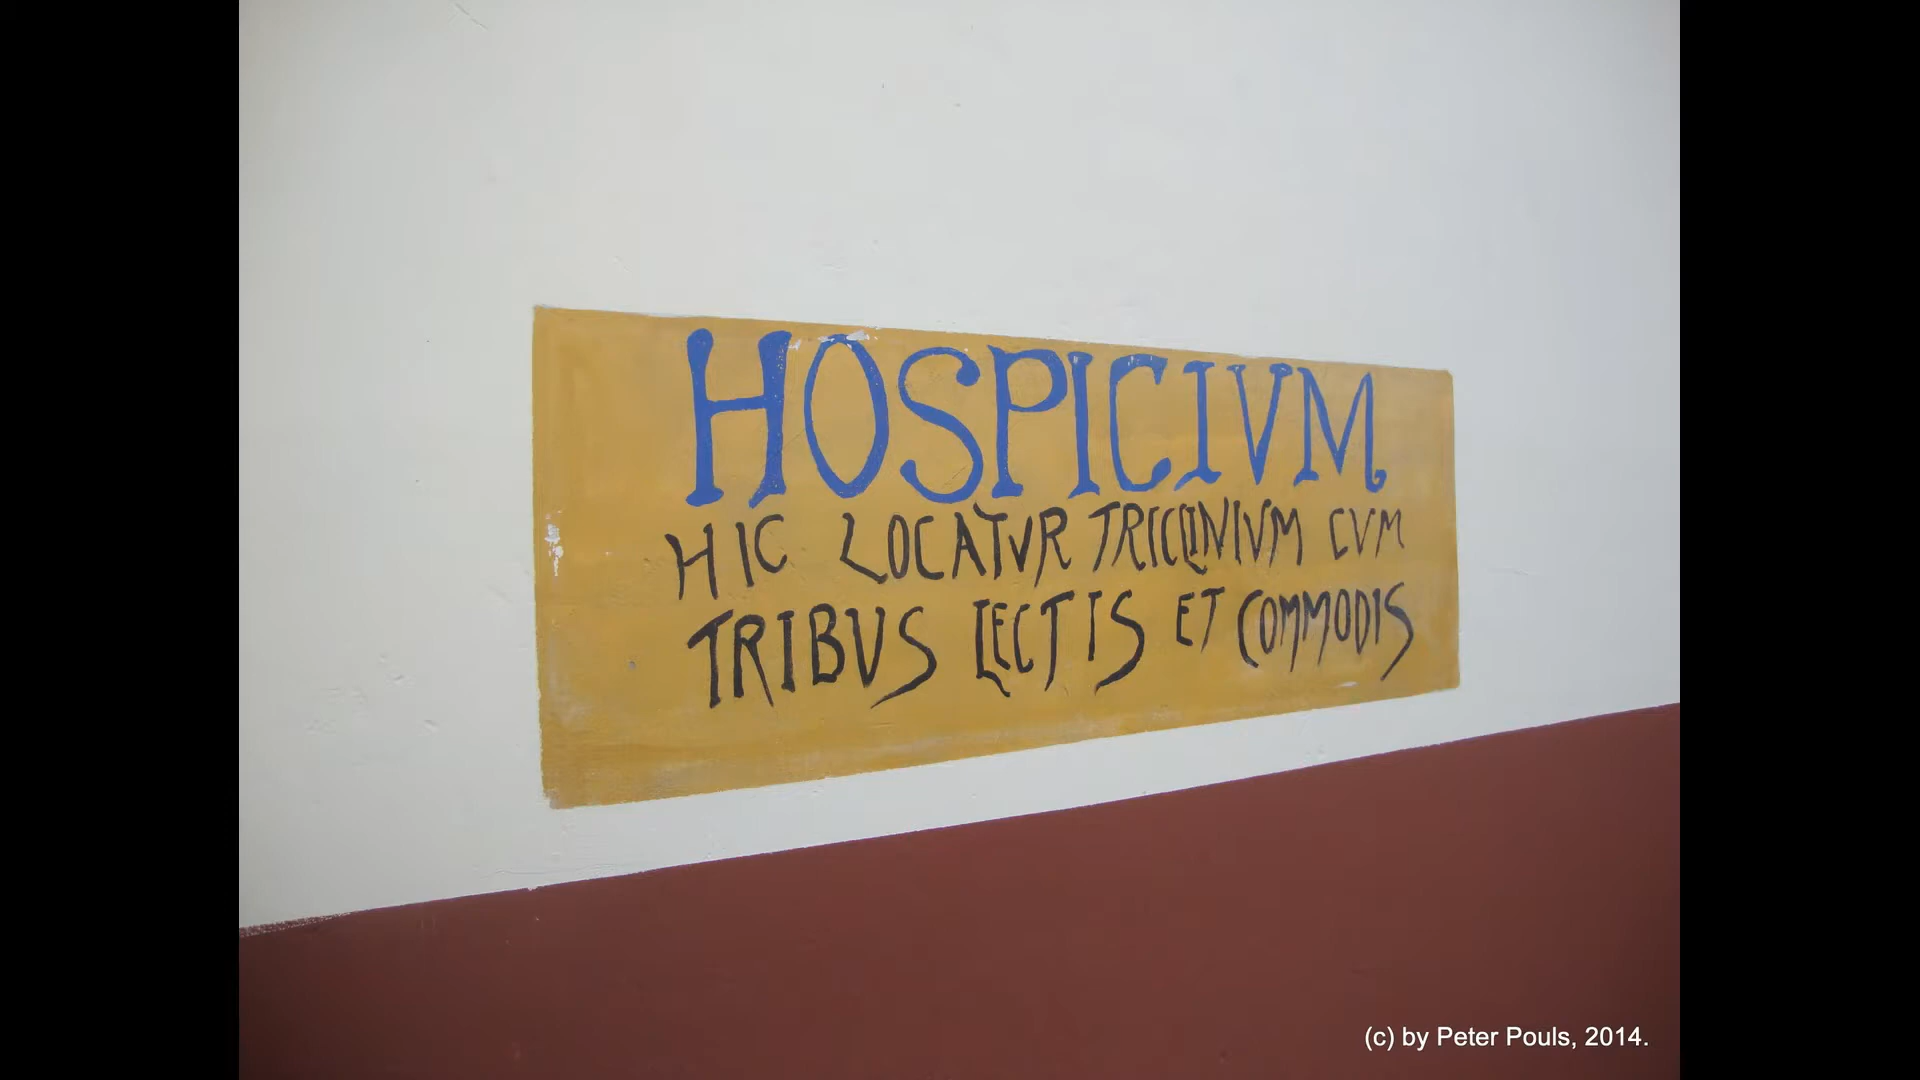 HOSPICIVM
HIC LOCATVR TRICLINIVM CVM
TRIBVS LECTIS ET COMMODIS
(c) by Peter Pouls, 2014.